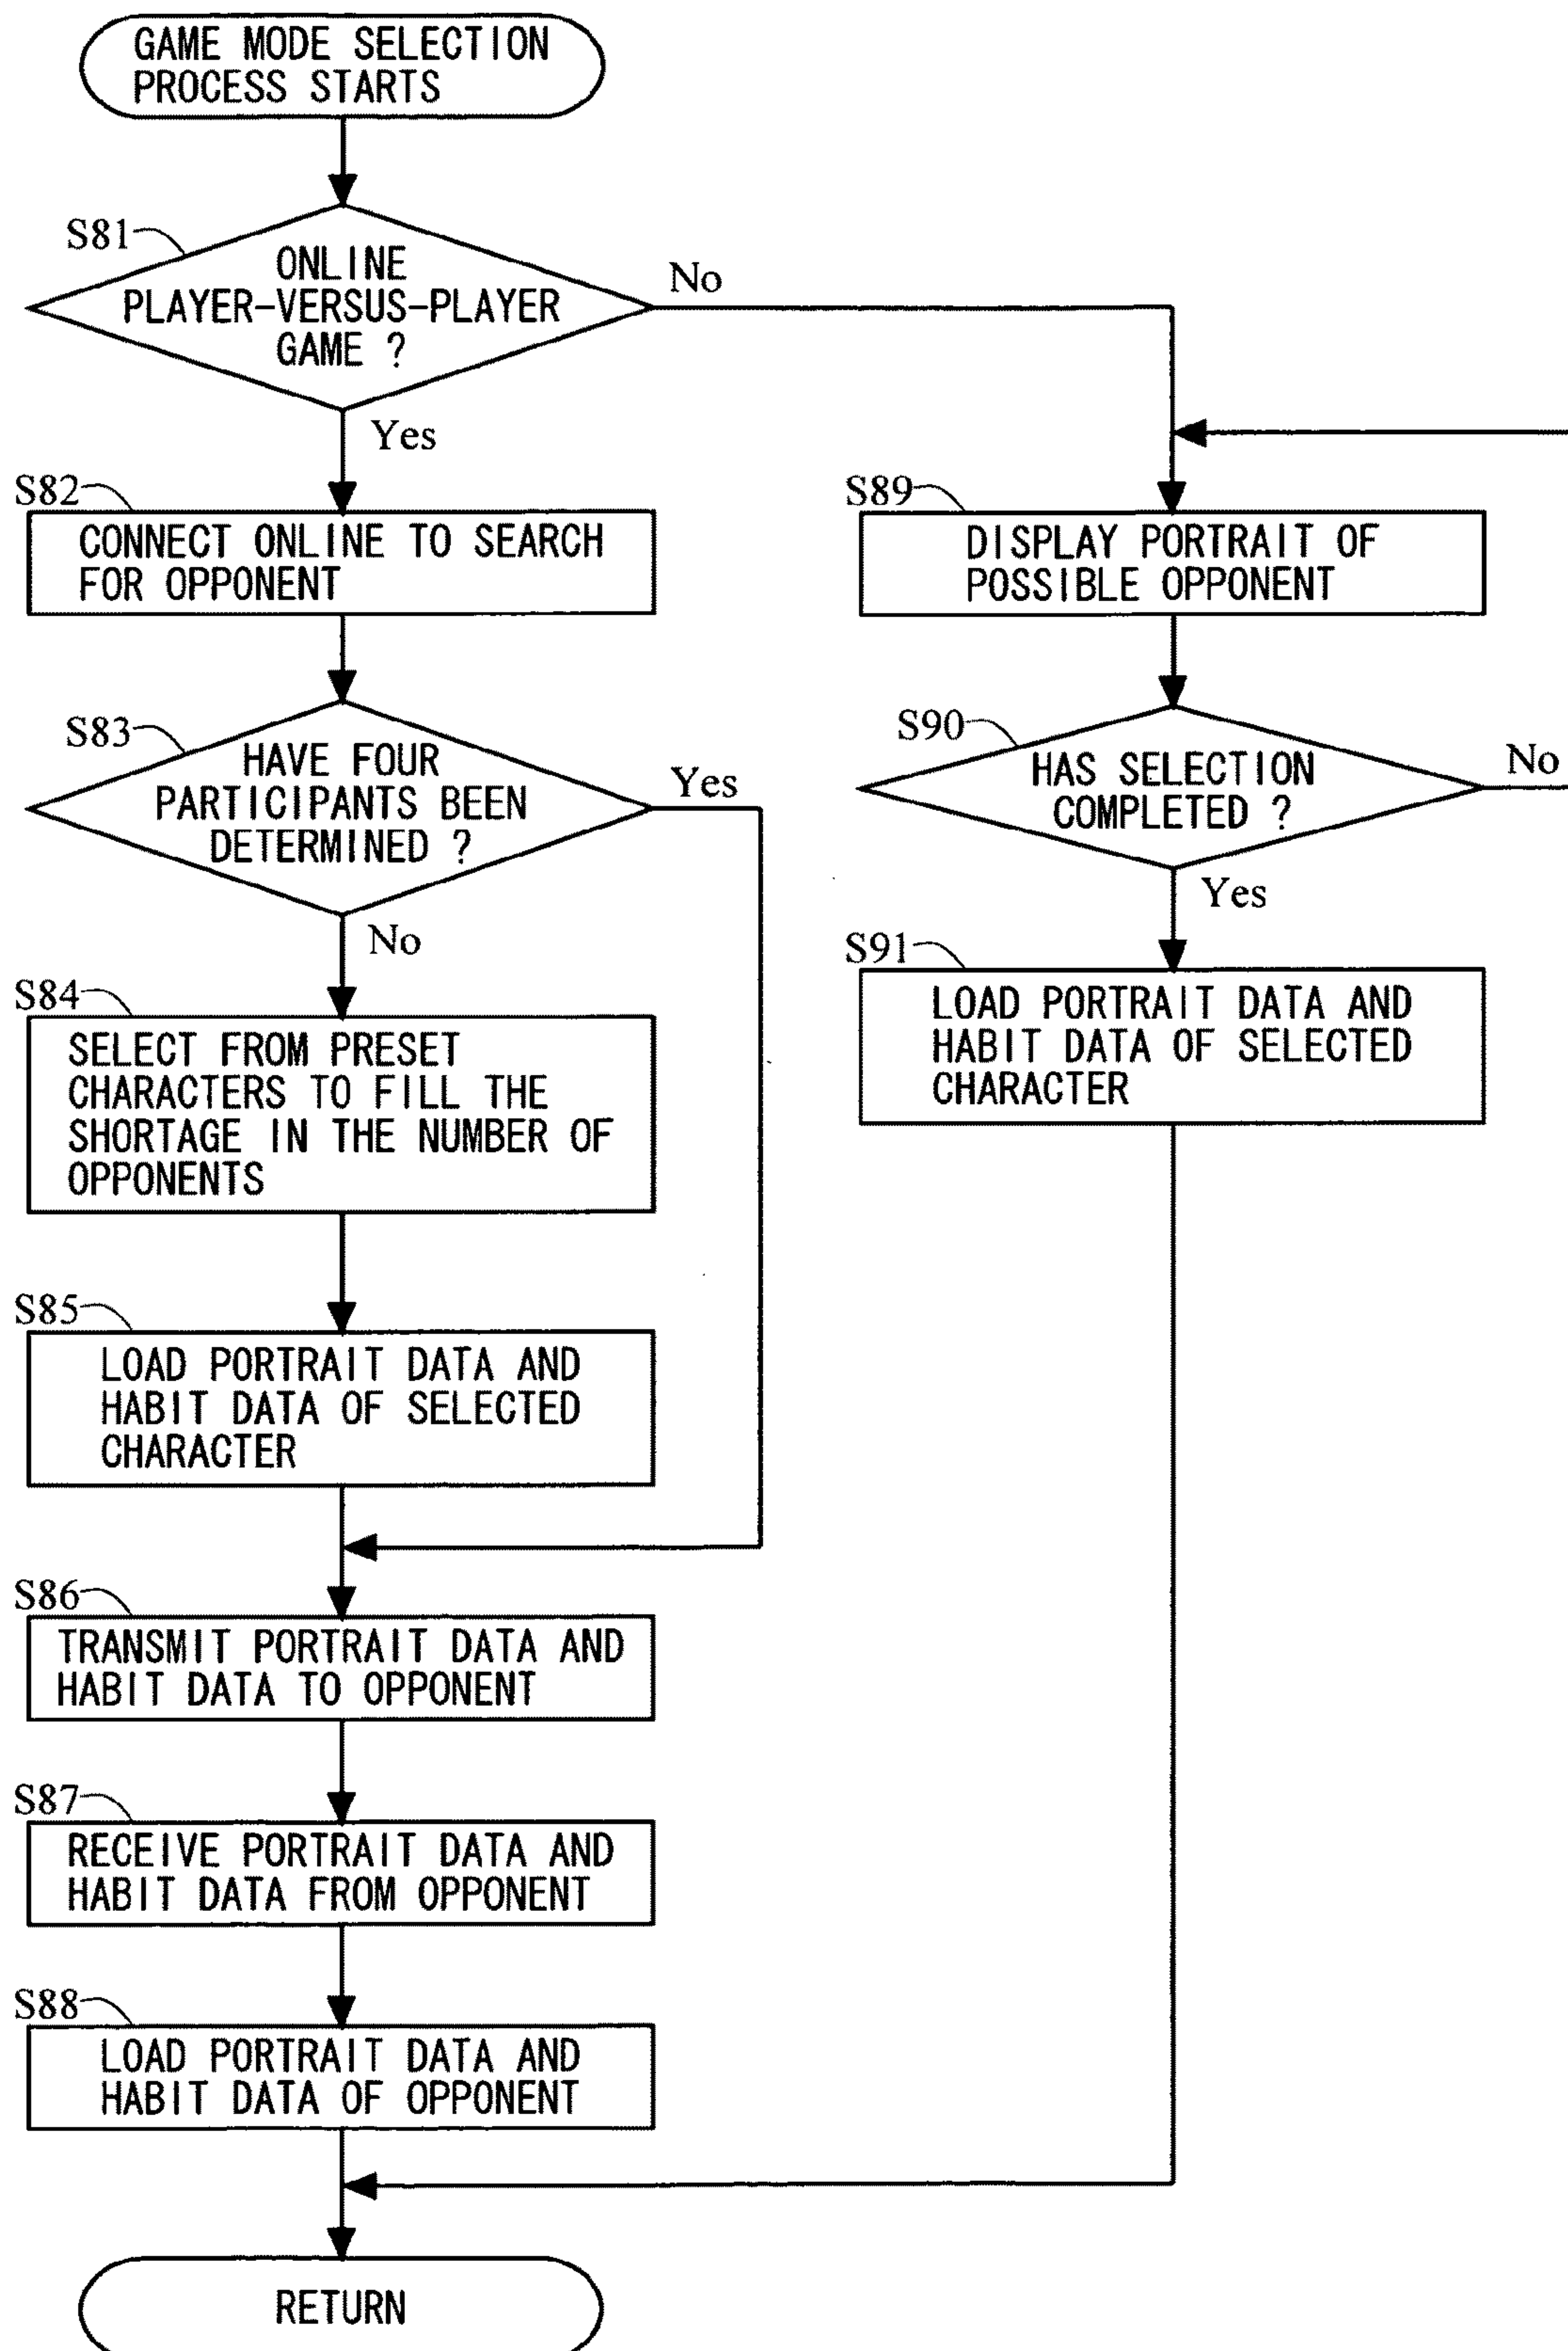 GAME MODE SELECTION
PROCESS STARTS
S81
ONLINE
PLAYER-VERSUS-PLAYER
GAME ?
No
Yes
S82
CONNECT ONLINE TO SEARCH
FOR OPPONENT
S83
HAVE FOUR
PARTICIPANTS BEEN
DETERMINED ?
Yes
No
S84
SELECT FROM PRESET
CHARACTERS TO FILL THE
SHORTAGE IN THE NUMBER OF
OPPONENTS
S85
LOAD PORTRAIT DATA AND
HABIT DATA OF SELECTED
CHARACTER
S86
TRANSMIT PORTRAIT DATA AND
HABIT DATA TO OPPONENT
S87
RECEIVE PORTRAIT DATA AND
HABIT DATA FROM OPPONENT
S88
LOAD PORTRAIT DATA AND
HABIT DATA OF OPPONENT
S89
DISPLAY PORTRAIT OF
POSSIBLE OPPONENT
S90
HAS SELECTION
COMPLETED ?
No
Yes
S91
LOAD PORTRAIT DATA AND
HABIT DATA OF SELECTED
CHARACTER
RETURN